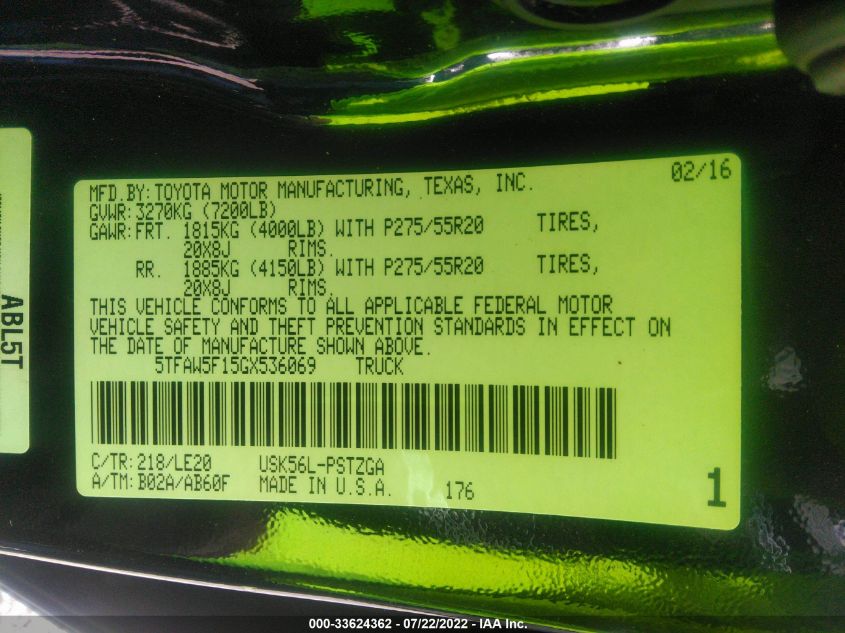 02/16
MFD.BY:TOYOTA MOTOR MANUFACTURING, TEXAS, INC.
GVWR:3270KG (7200LB)
GAWR:FRT. 1815KG (4000LB) WITH P275/55R20 TIRES,
20X8J RIMS.
RR. 1885KG (4150LB) WITH P275/55R20 TIRES,
20X8J RIMS.
THIS VEHICLE CONFORMS TO ALL APPLICABLE FEDERAL MOTOR
VEHICLE SAFETY AND THEFT PREVENTION STANDARDS IN EFFECT ON
THE DATE OF MANUFACTURE SHOWN ABOVE.
5TFAW5F15GX536069 TRUCK
C/TR:218/LE20 USK56L-PSTZGA
A/TM:B02A/AB60F MADE IN U.S.A. 176
1
ABL5T
000-33624362 - 07/22/2022 - IAA Inc.